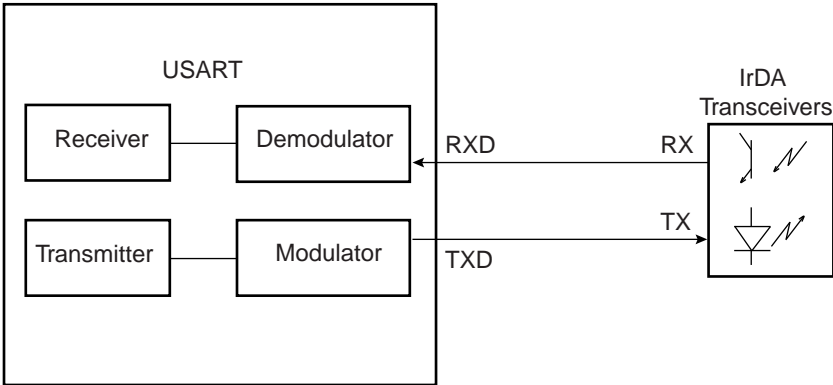 USART
IrDA
Transceivers
Receiver
Demodulator
RXD
RX
Transmitter
Modulator
TXD
TX